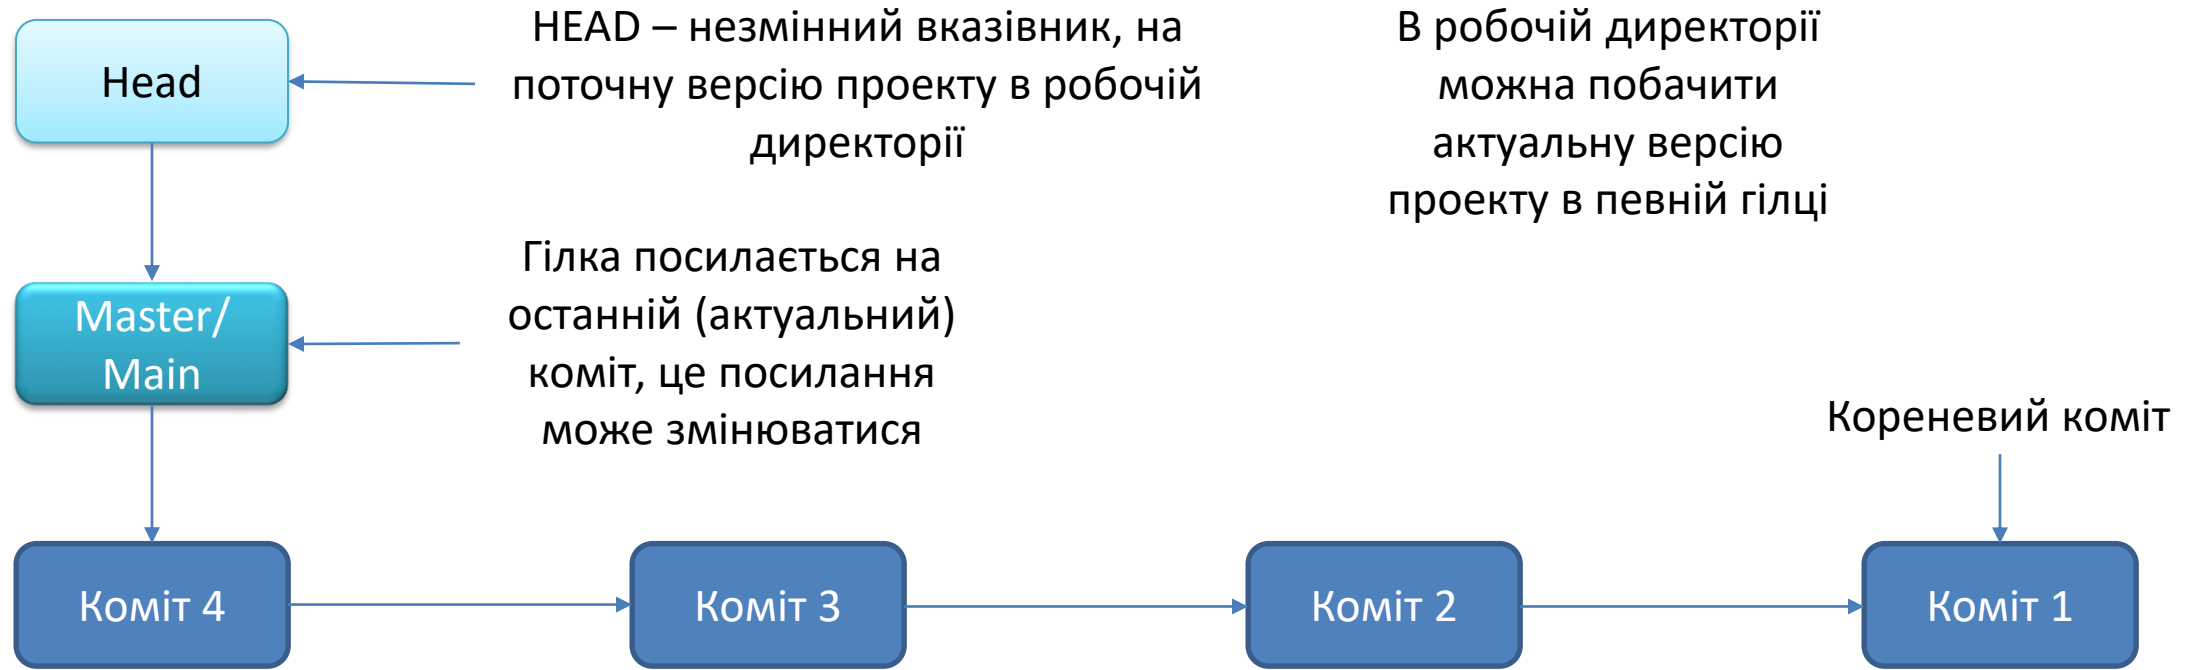 Head
HEAD – незмінний вказівник, на
поточну версію проекту в робочій
директорії
В робочій директорії
можна побачити
актуальну версію
проекту в певній гілці
Master/
Main
Гілка посилається на
останній (актуальний)
коміт, це посилання
може змінюватися
Кореневий коміт
Коміт 4
Коміт 3
Коміт 2
Коміт 1